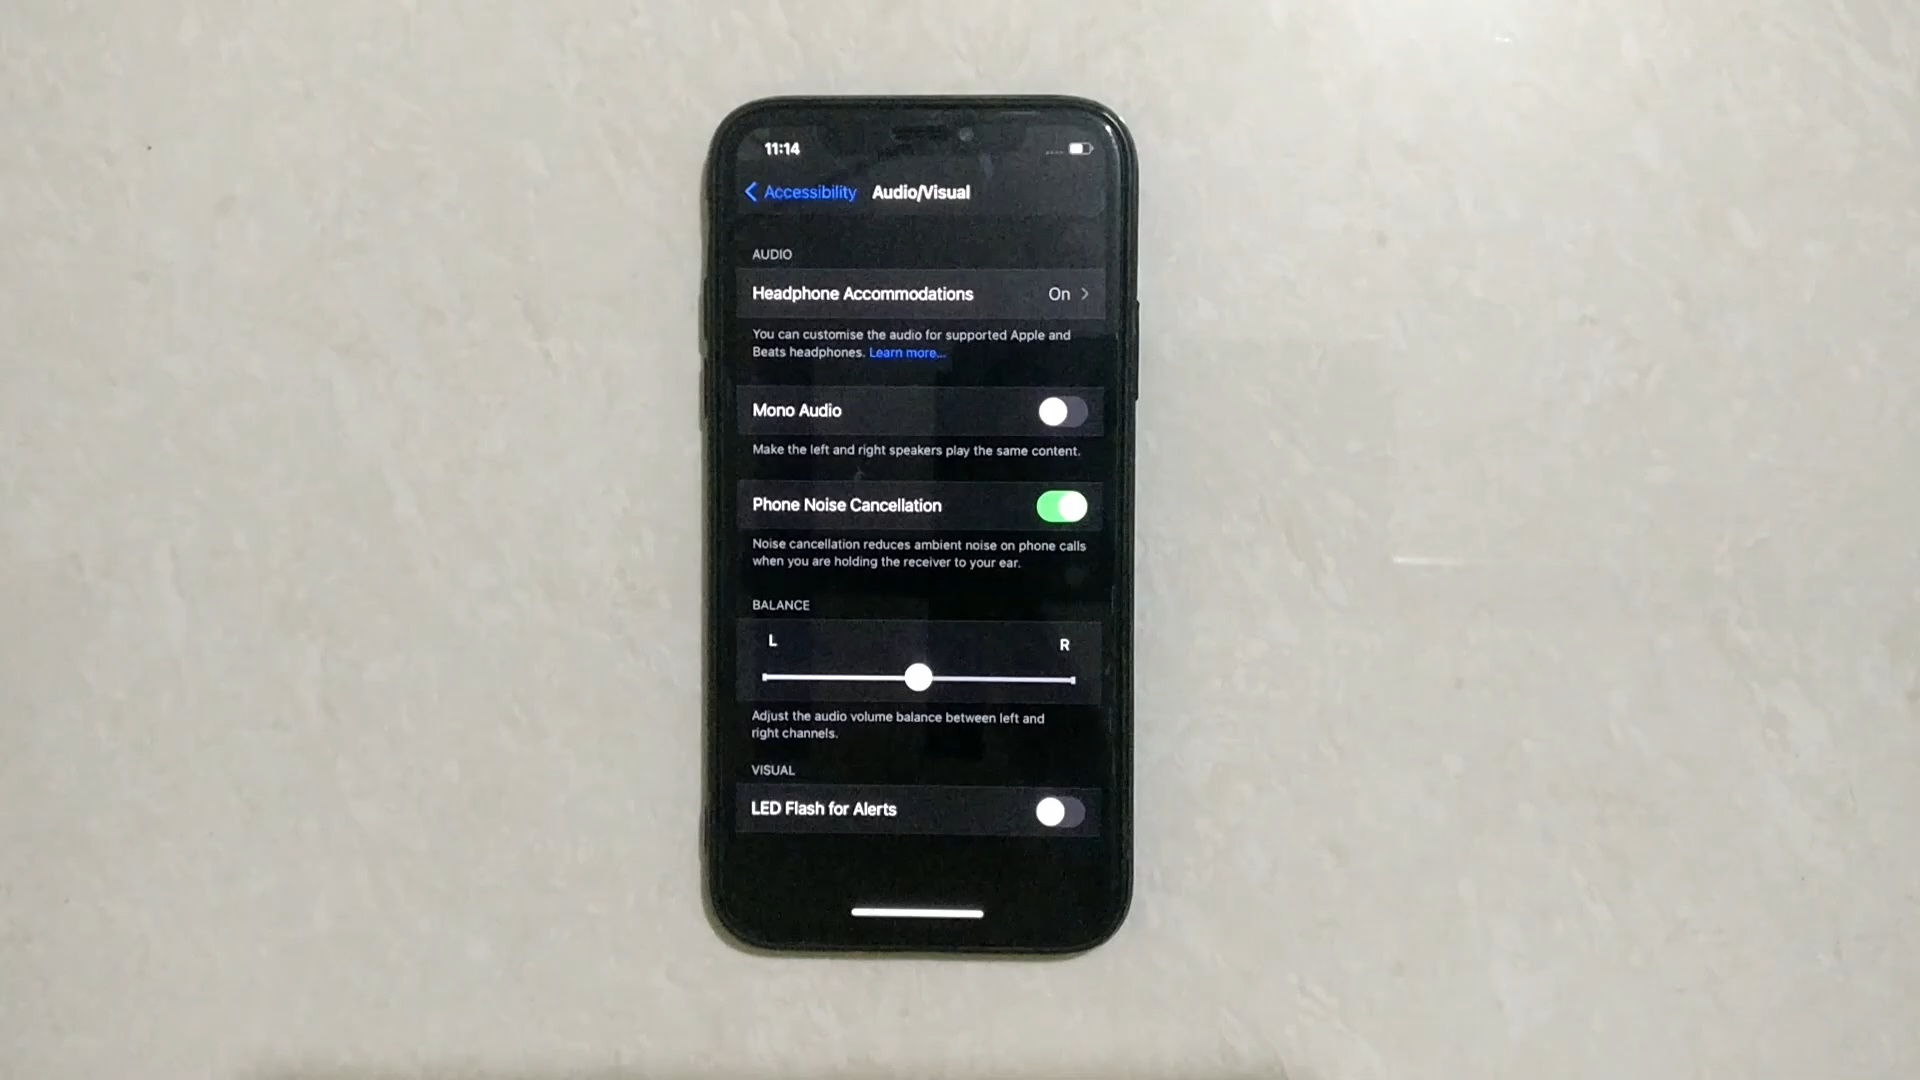 11:14
Accessibility Audio/Visual
AUDIO
Headphone Accommodations On
You can customise the audio for supported Apple and
Beats headphones. Learn more...
Mono Audio
Make the left and right speakers play the same content.
Phone Noise Cancellation
Noise cancellation reduces ambient noise on phone calls
when you are holding the receiver to your ear.
BALANCE
L R
Adjust the audio volume balance between left and
right channels.
VISUAL
LED Flash for Alerts